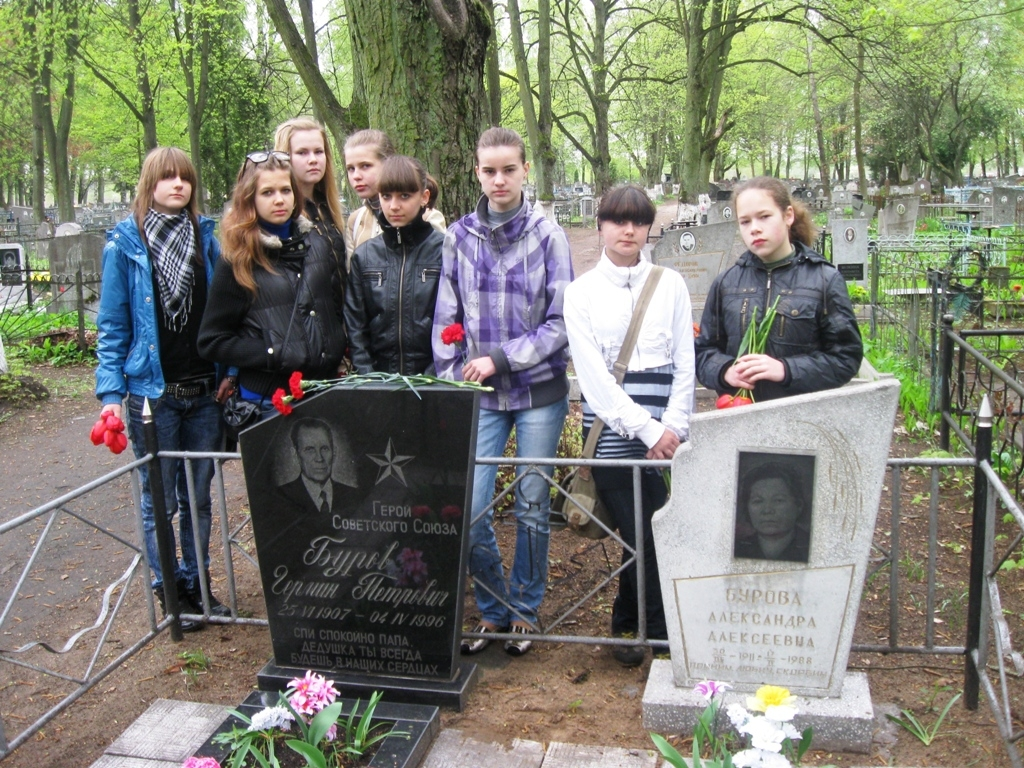 ГЕРОЙ
СОВЕТСКОГО СОЮЗА
Буров
Герман Петрович
25 VI 1907 - 04 IV 1996
СПИ СПОКОЙНО ПАПА,
ДЕДУШКА ТЫ ВСЕГДА
БУДЕШЬ В НАШИХ СЕРДЦАХ
БУРОВА
АЛЕКСАНДРА
АЛЕКСЕЕВНА
1988